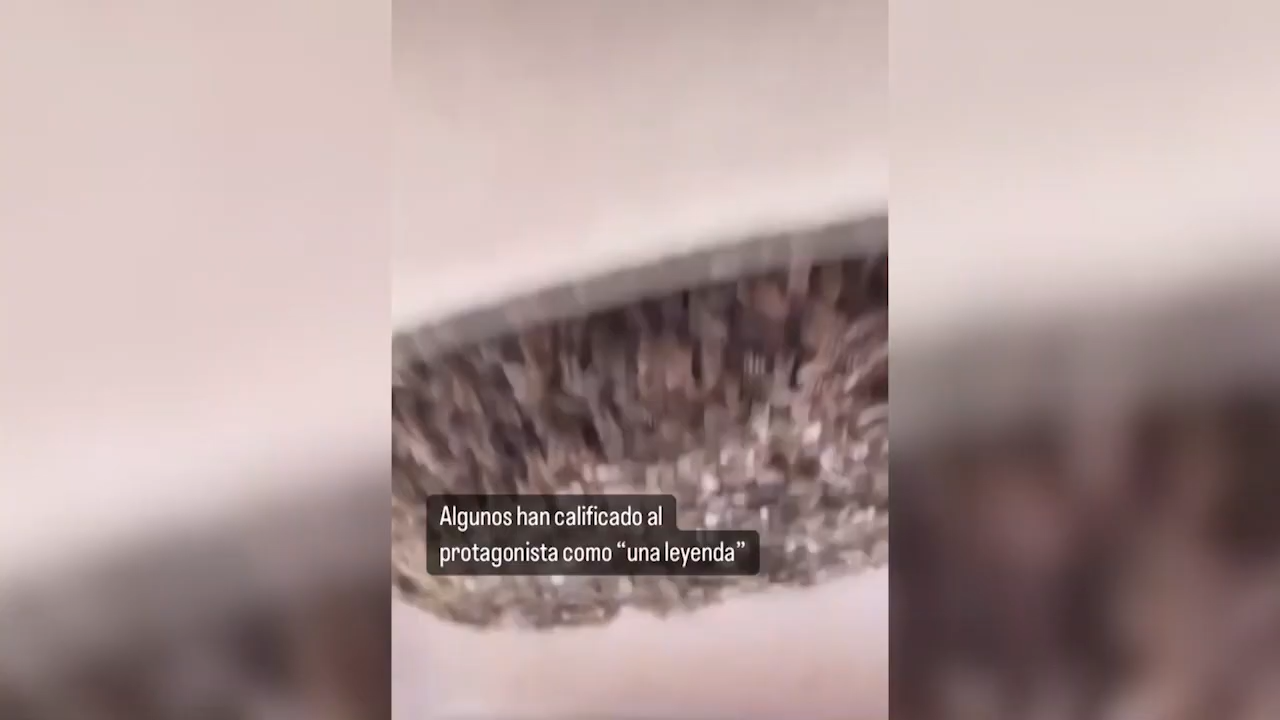 Algunos han calificado al
protagonista como “una leyenda”